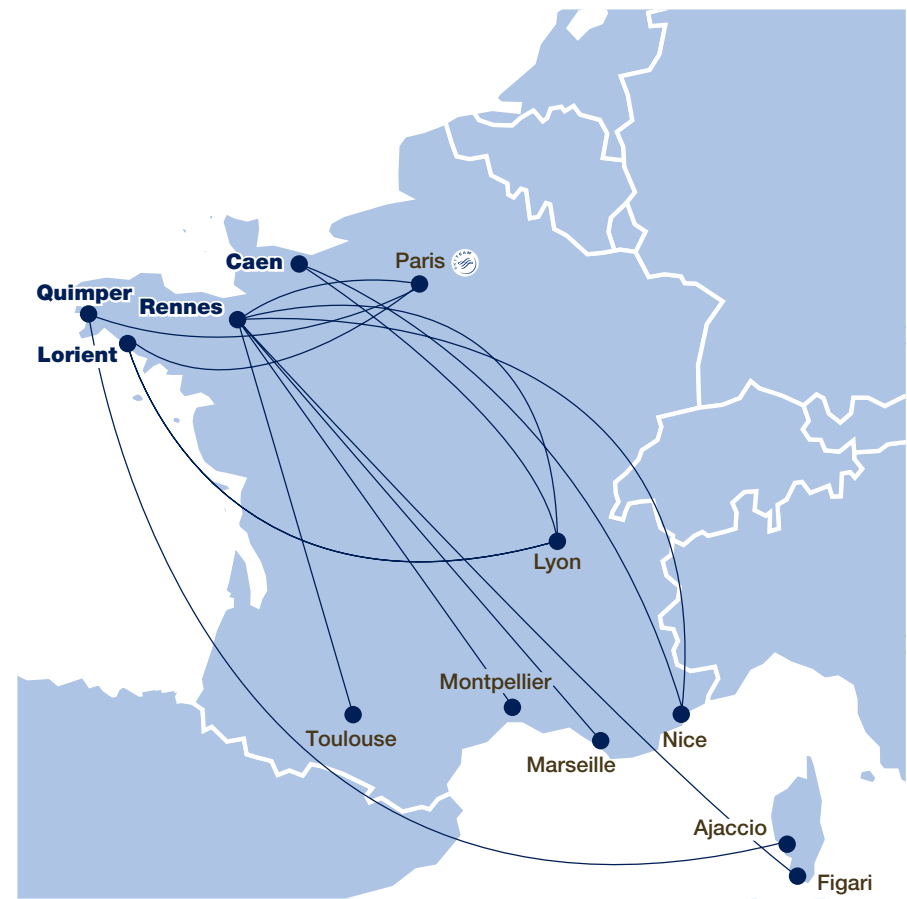 Caen
Paris
Quimper
Rennes
Lorient
Lyon
Montpellier
Toulouse
Nice
Marseille
Ajaccio
Figari